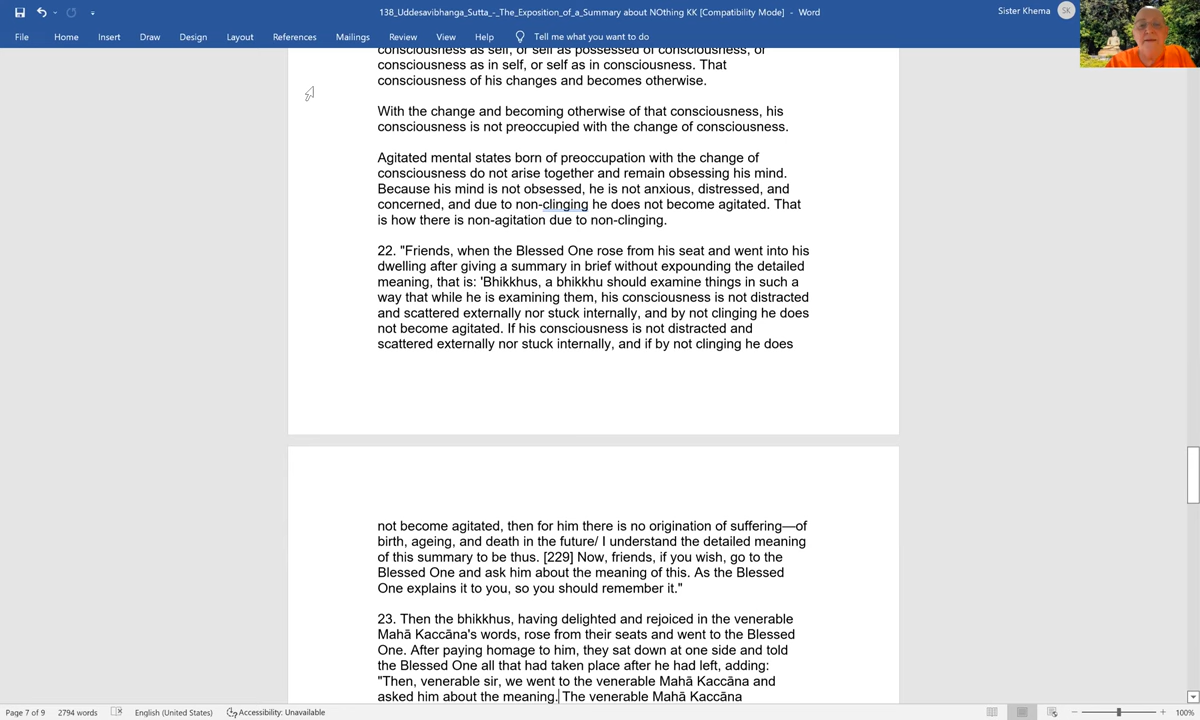 138_Uddesavibhanga_Sutta_-_The_Exposition_of_a_Summary about NOthing KK [Compatibility Mode] - Word
Sister Khema SK
File Home Insert Draw Design Layout References Mailings Review View Help Tell me what you want to do
consciousness as self, or self as possessed of consciousness, or
consciousness as in self, or self as in consciousness. That
consciousness of his changes and becomes otherwise.
With the change and becoming otherwise of that consciousness, his
consciousness is not preoccupied with the change of consciousness.
Agitated mental states born of preoccupation with the change of
consciousness do not arise together and remain obsessing his mind.
Because his mind is not obsessed, he is not anxious, distressed, and
concerned, and due to non-clinging he does not become agitated. That
is how there is non-agitation due to non-clinging.
22. "Friends, when the Blessed One rose from his seat and went into his
dwelling after giving a summary in brief without expounding the detailed
meaning, that is: 'Bhikkhus, a bhikkhu should examine things in such a
way that while he is examining them, his consciousness is not distracted
and scattered externally nor stuck internally, and by not clinging he does
not become agitated. If his consciousness is not distracted and
scattered externally nor stuck internally, and if by not clinging he does
not become agitated, then for him there is no origination of suffering—of
birth, ageing, and death in the future/ I understand the detailed meaning
of this summary to be thus. [229] Now, friends, if you wish, go to the
Blessed One and ask him about the meaning of this. As the Blessed
One explains it to you, so you should remember it."
23. Then the bhikkhus, having delighted and rejoiced in the venerable
Mahā Kaccāna's words, rose from their seats and went to the Blessed
One. After paying homage to him, they sat down at one side and told
the Blessed One all that had taken place after he had left, adding:
"Then, venerable sir, we went to the venerable Mahā Kaccāna and
asked him about the meaning. The venerable Mahā Kaccāna
Page 7 of 9 2794 words English (United States) Accessibility: Unavailable 100%